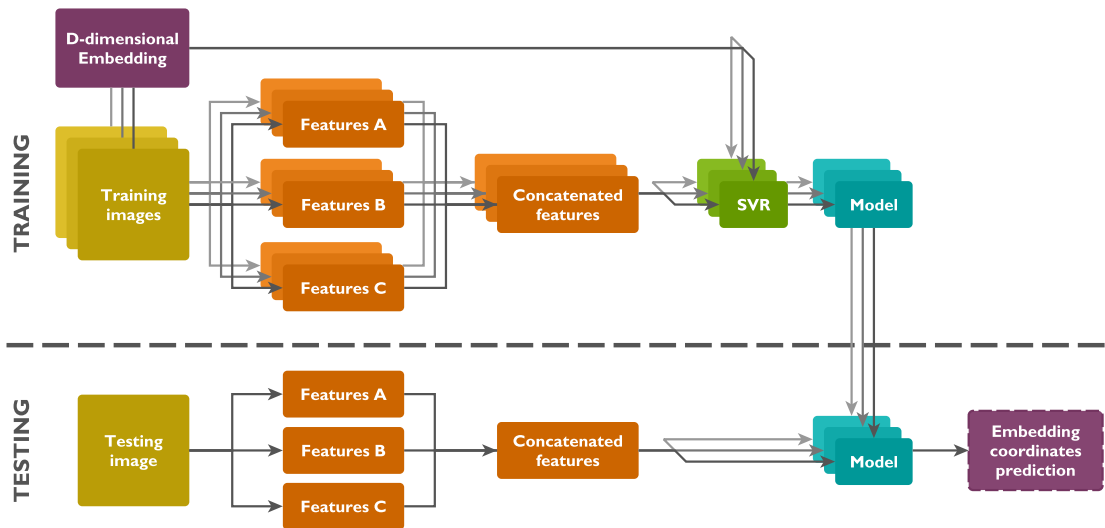 TRAINING
D-dimensional
Embedding
Training
images
Features A
Features B
Features C
Concatenated
features
SVR
Model
TESTING
Testing
image
Features A
Features B
Features C
Concatenated
features
Model
Embedding
coordinates
prediction